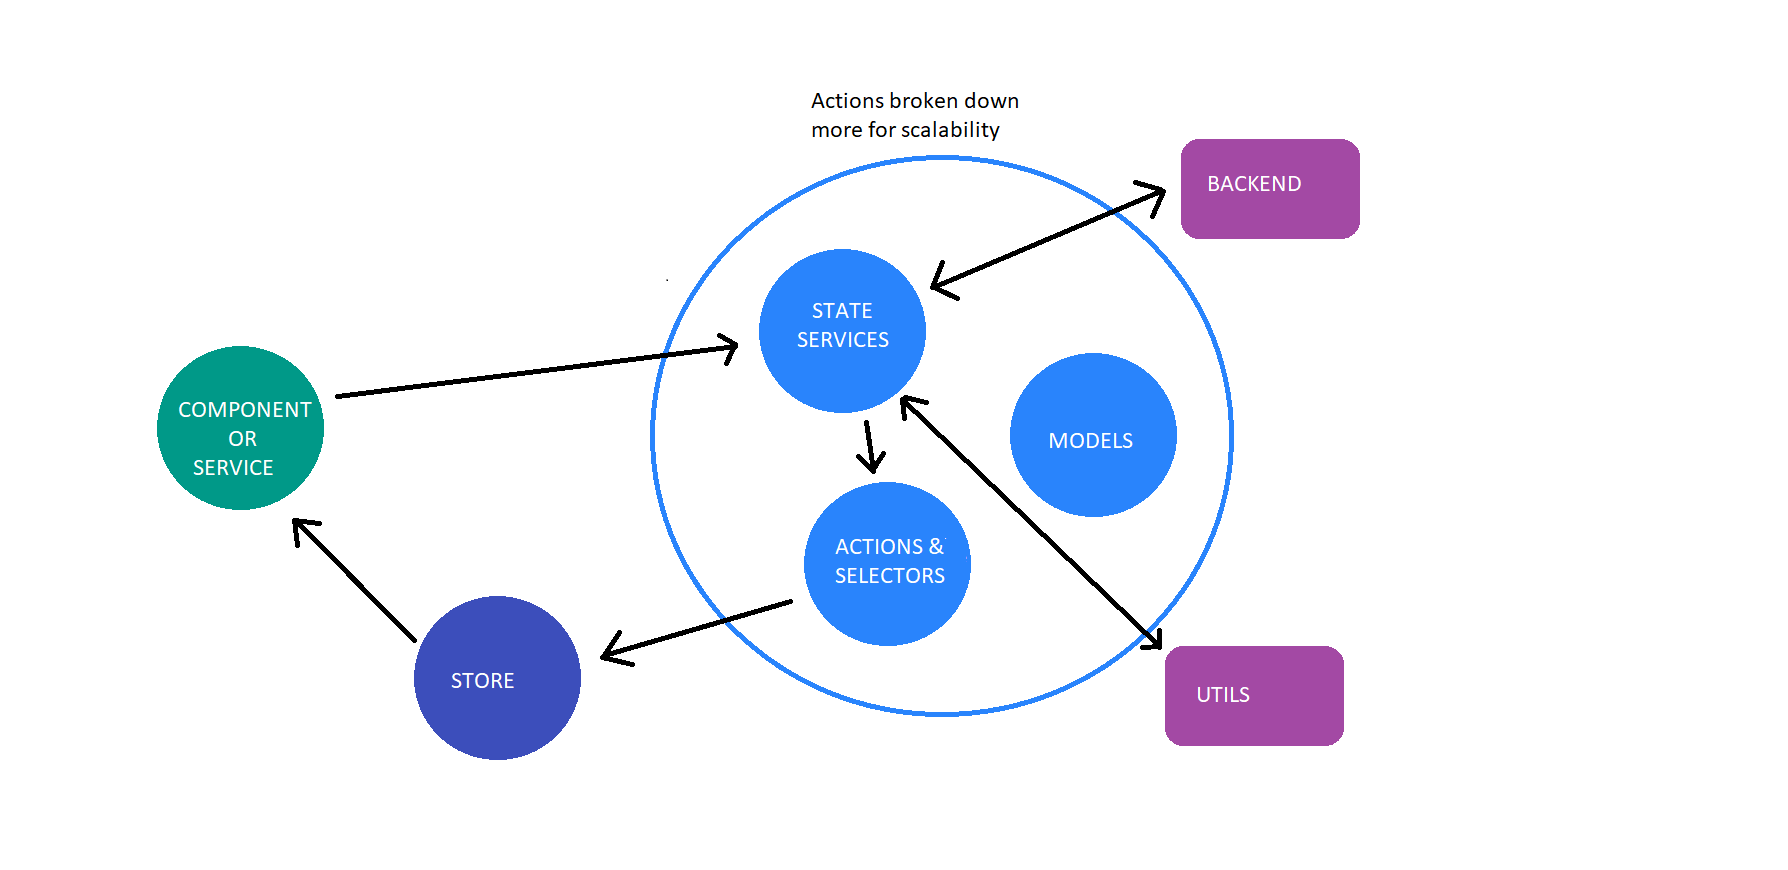 Actions broken down
more for scalability
BACKEND
STATE
SERVICES
COMPONENT
OR
SERVICE
MODELS
ACTIONS &
SELECTORS
STORE
UTILS